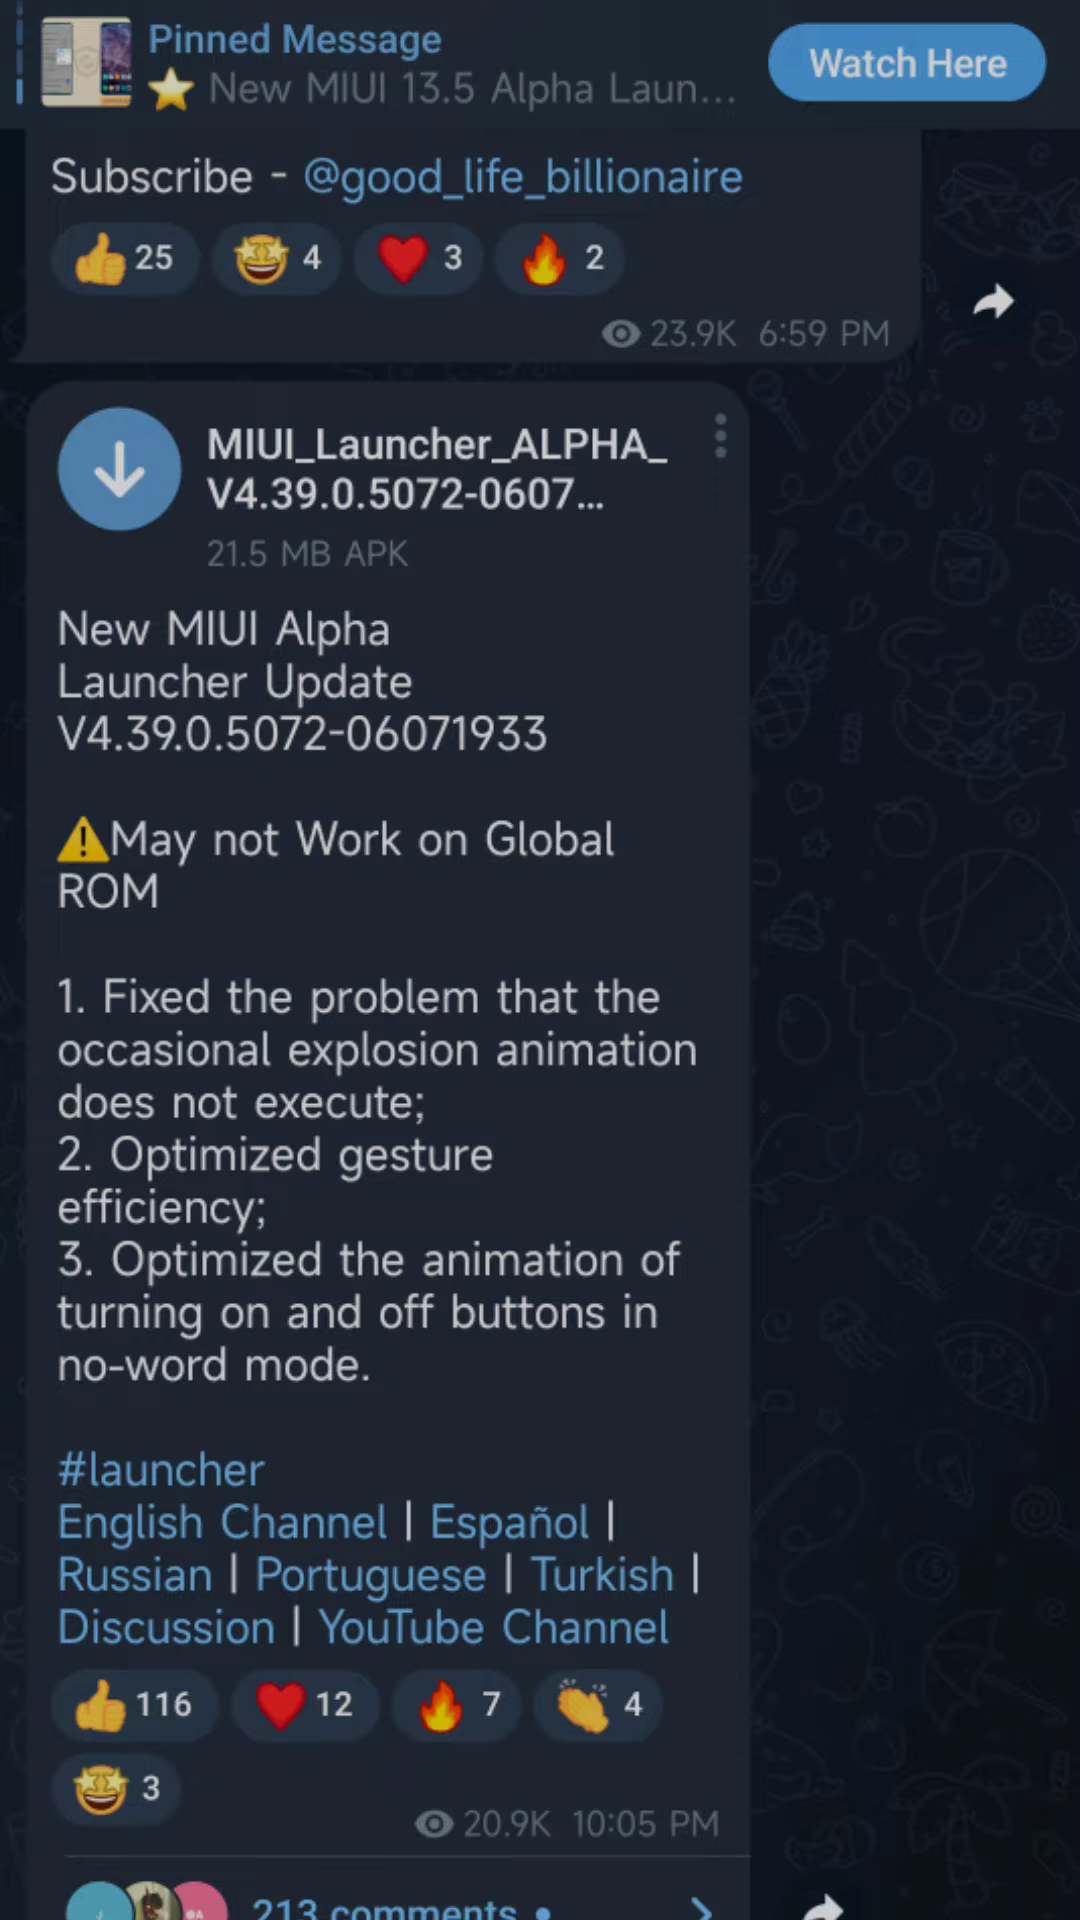 Pinned Message
⭐ New MIUI 13.5 Alpha Laun...
Watch Here
Subscribe - @good_life_billionaire
👍 25 🤩 4 ❤️ 3 🔥 2
23.9K 6:59 PM
MIUI_Launcher_ALPHA_
V4.39.0.5072-0607...
21.5 MB APK
New MIUI Alpha
Launcher Update
V4.39.0.5072-06071933
⚠️May not Work on Global
ROM
1. Fixed the problem that the
occasional explosion animation
does not execute;
2. Optimized gesture
efficiency;
3. Optimized the animation of
turning on and off buttons in
no-word mode.
#launcher
English Channel | Español |
Russian | Portuguese | Turkish |
Discussion | YouTube Channel
👍 116 ❤️ 12 🔥 7 👏 4
🤩 3
20.9K 10:05 PM
213 comments •